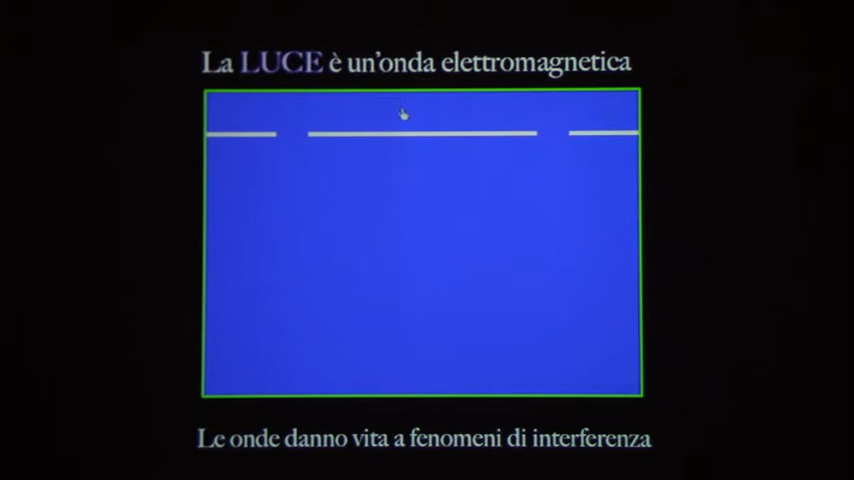 La LUCE è un'onda elettromagnetica
Le onde danno vita a fenomeni di interferenza